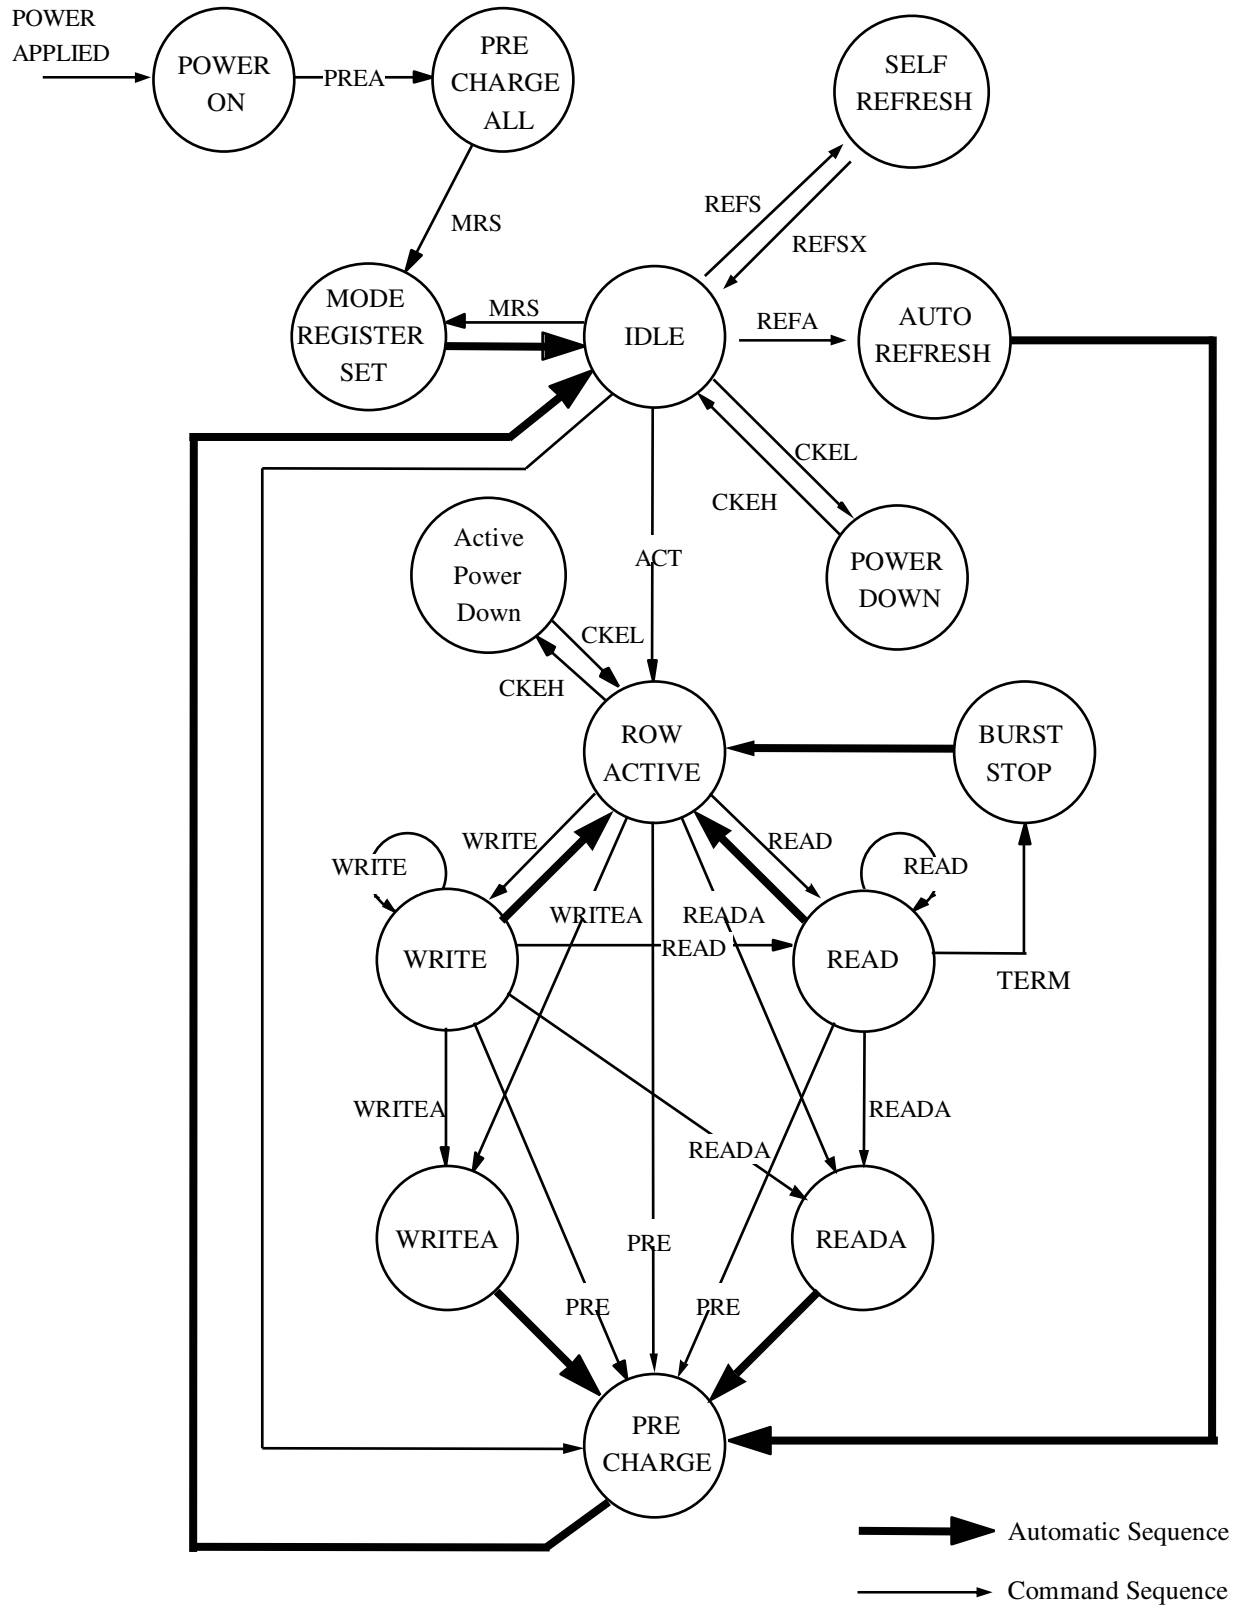 POWER
APPLIED
POWER
ON
PREA
PRE
CHARGE
ALL
SELF
REFRESH
MRS
REFS
REFSX
MODE
REGISTER
SET
MRS
IDLE
REFA
AUTO
REFRESH
CKEL
CKEH
Active
Power
Down
ACT
POWER
DOWN
CKEL
CKEH
ROW
ACTIVE
BURST
STOP
WRITE
WRITE
READ
READ
WRITEA
READA
WRITE
READ
READ
TERM
WRITEA
READA
READA
WRITEA
PRE
READA
PRE
PRE
PRE
CHARGE
Automatic Sequence
Command Sequence